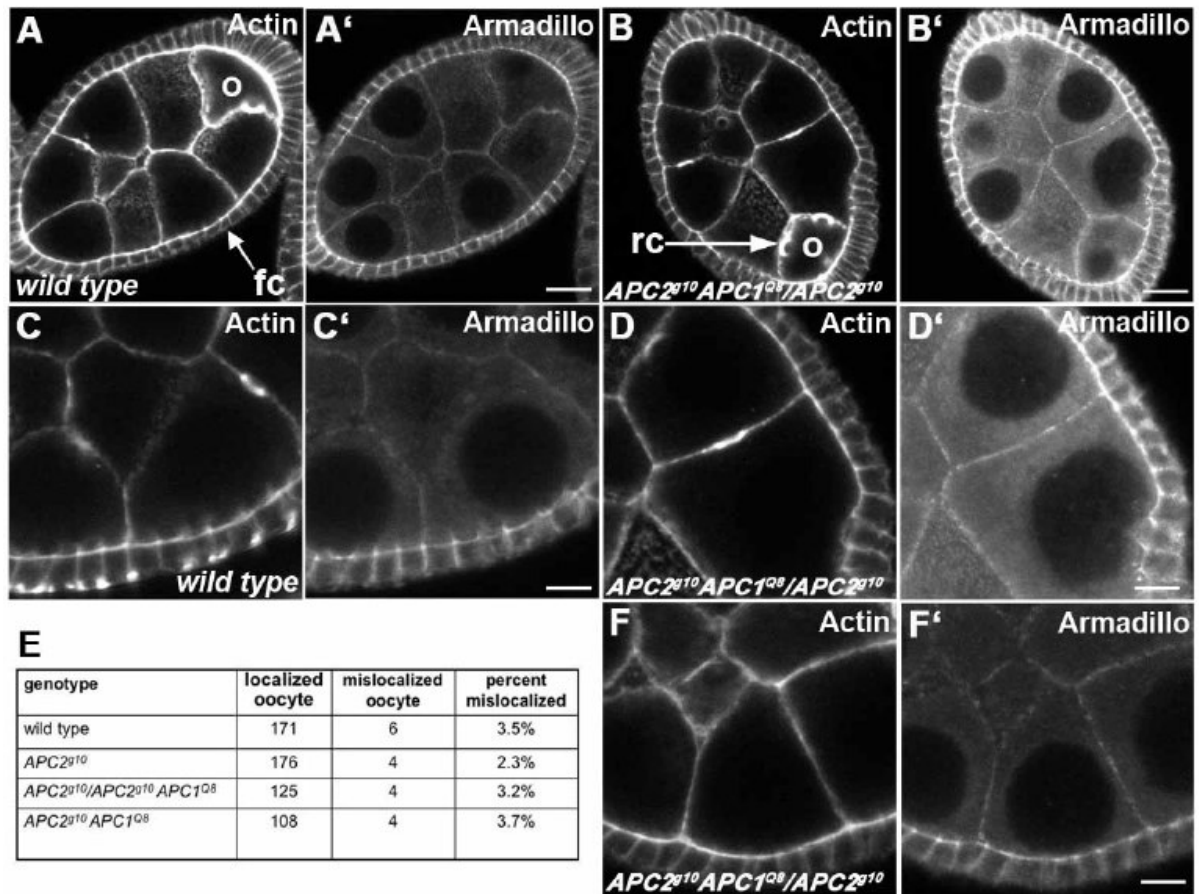 A Actin
A' Armadillo
B Actin
B' Armadillo
o
fc
wild type
rc
o
APC2g10 APC1Q8/APC2g10
C Actin
C' Armadillo
D Actin
D' Armadillo
wild type
APC2g10 APC1Q8/APC2g10
E
genotype localized oocyte mislocalized oocyte percent mislocalized
wild type 171 6 3.5%
APC2g10 176 4 2.3%
APC2g10/APC2g10 APC1Q8 125 4 3.2%
APC2g10 APC1Q8 108 4 3.7%
F Actin
F' Armadillo
APC2g10 APC1Q8/APC2g10